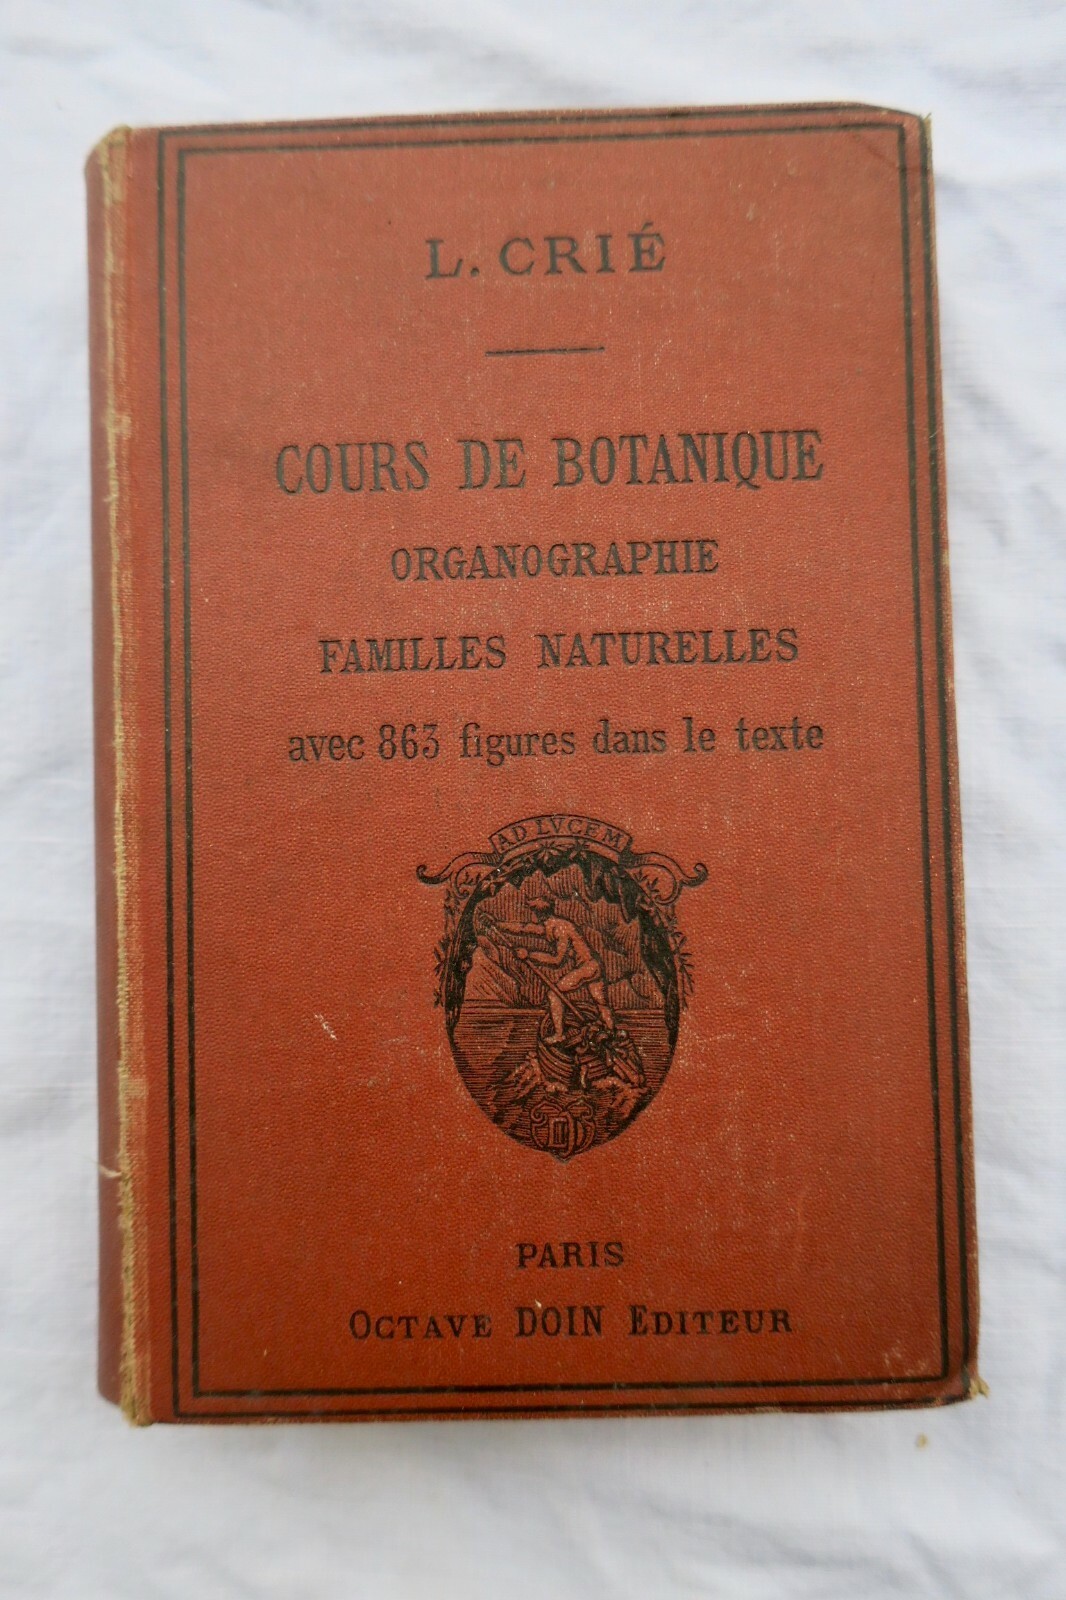 L. CRIÉ
COURS DE BOTANIQUE
ORGANOGRAPHIE
FAMILLES NATURELLES
avec 863 figures dans le texte
AD LVCEM
PARIS
OCTAVE DOIN EDITEUR